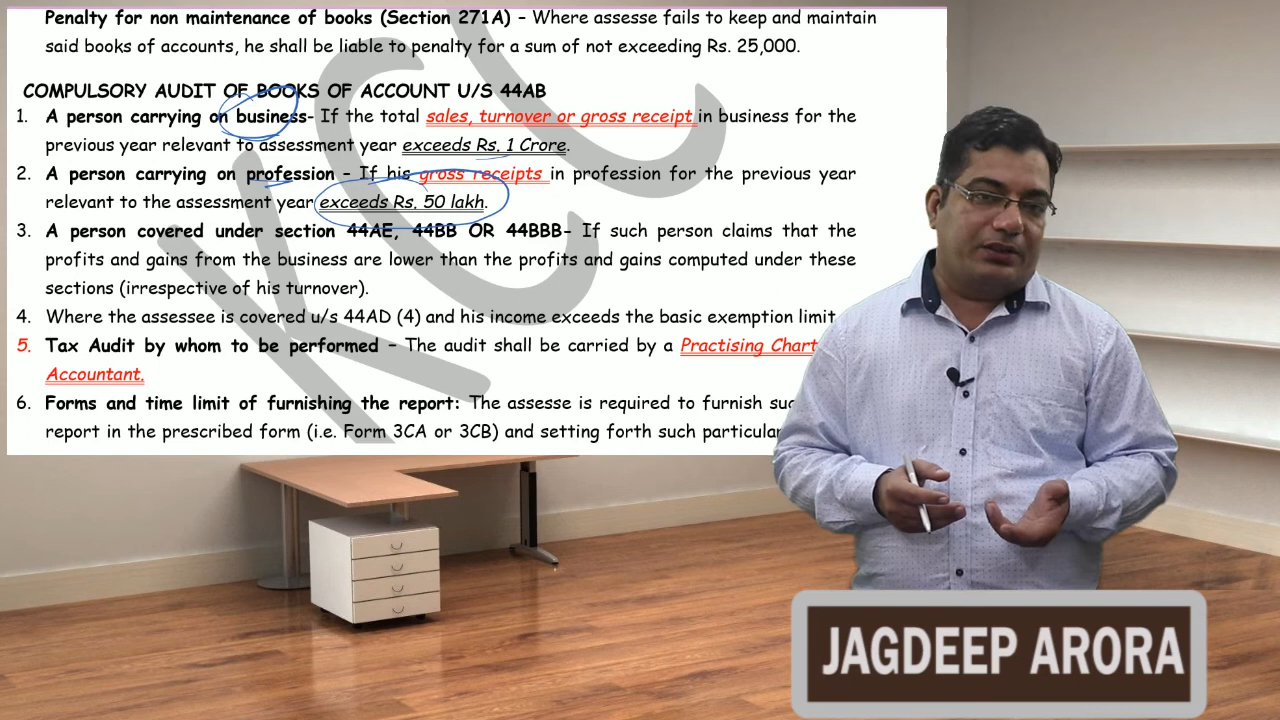 Penalty for non maintenance of books (Section 271A) – Where assesse fails to keep and maintain
said books of accounts, he shall be liable to penalty for a sum of not exceeding Rs. 25,000.
COMPULSORY AUDIT OF BOOKS OF ACCOUNT U/S 44AB
1. A person carrying on business- If the total sales, turnover or gross receipt in business for the
previous year relevant to assessment year exceeds Rs. 1 Crore.
2. A person carrying on profession – If his gross receipts in profession for the previous year
relevant to the assessment year exceeds Rs. 50 lakh.
3. A person covered under section 44AE, 44BB OR 44BBB- If such person claims that the
profits and gains from the business are lower than the profits and gains computed under these
sections (irrespective of his turnover).
4. Where the assessee is covered u/s 44AD (4) and his income exceeds the basic exemption limit
5. Tax Audit by whom to be performed – The audit shall be carried by a Practising Chart
Accountant.
6. Forms and time limit of furnishing the report: The assesse is required to furnish suc
report in the prescribed form (i.e. Form 3CA or 3CB) and setting forth such particular
KCC
JAGDEEP ARORA